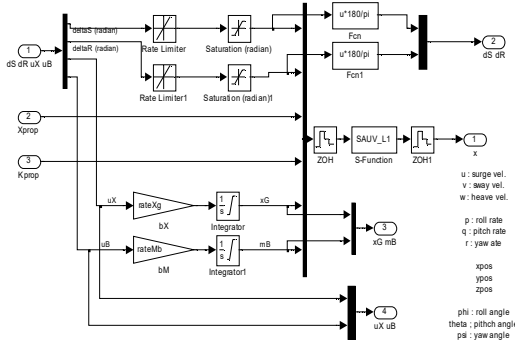 deltaS (radian)
deltaR (radian)
1
dS dR uX uB
Rate Limiter
Saturation (radian)
Rate Limiter1
Saturation (radian)1
u*180/pi
Fcn
u*180/pi
Fcn1
2
dS dR
2
Xprop
3
Kprop
ZOH
SAUV_L1
S-Function
ZOH1
1
x
uX
rateXg
bX
1
s
Integrator
xG
uB
rateMb
bM
1
s
Integrator1
mB
3
xG mB
4
uX uB
u : surge vel.
v : sway vel.
w : heave vel.
p : roll rate
q : pitch rate
r : yaw ate
xpos
ypos
zpos
phi : roll angle
theta ; pithch angle
psi : yaw angle